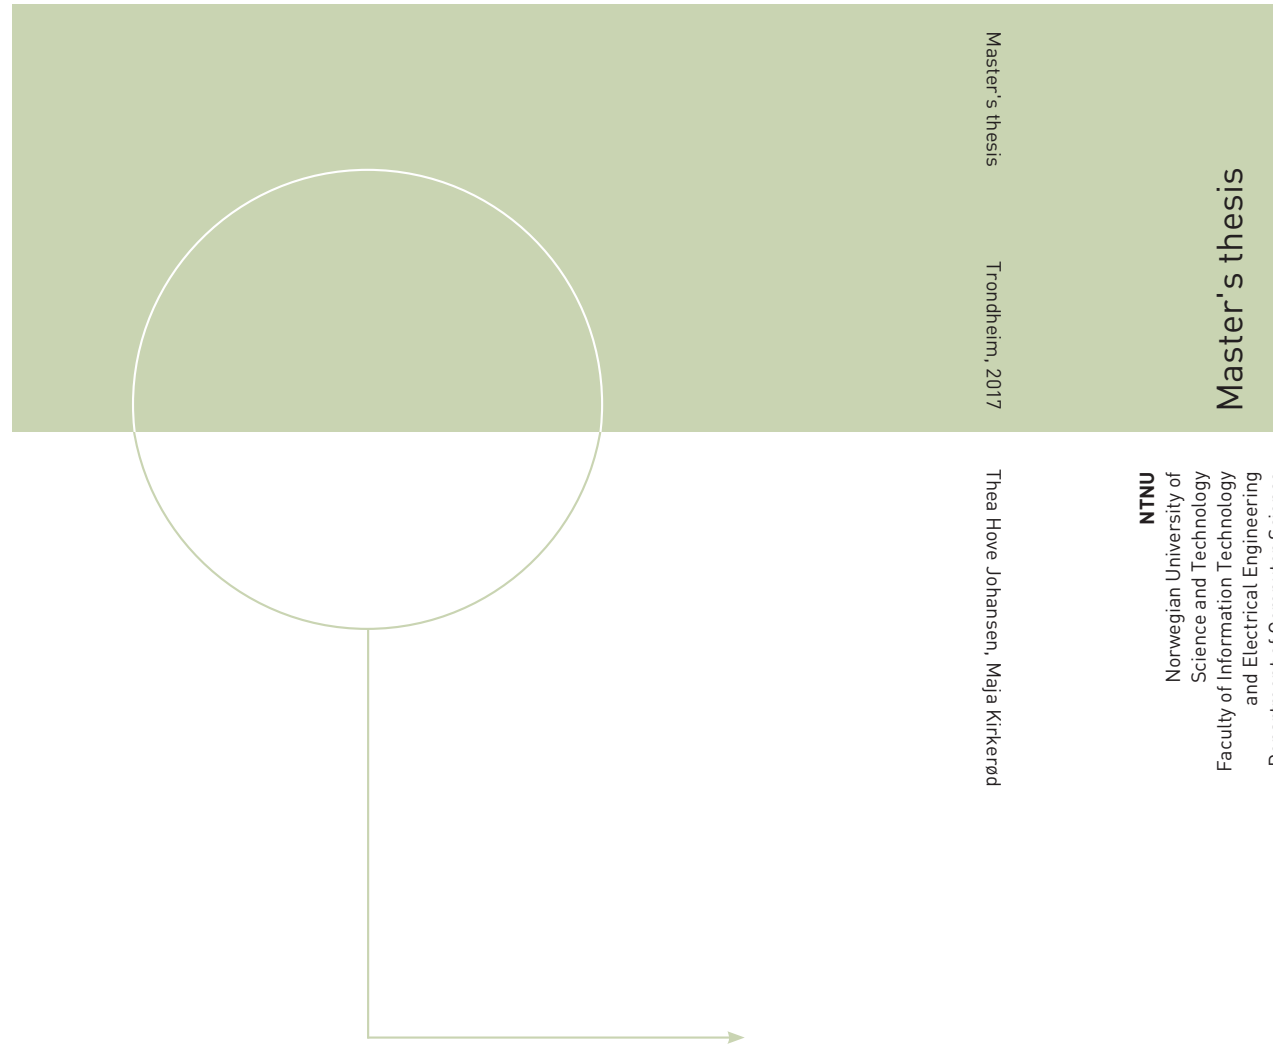 Master's thesis
Trondheim, 2017
Thea Hove Johansen, Maja Kirkerød
Master's thesis
NTNU
Norwegian University of
Science and Technology
Faculty of Information Technology
and Electrical Engineering